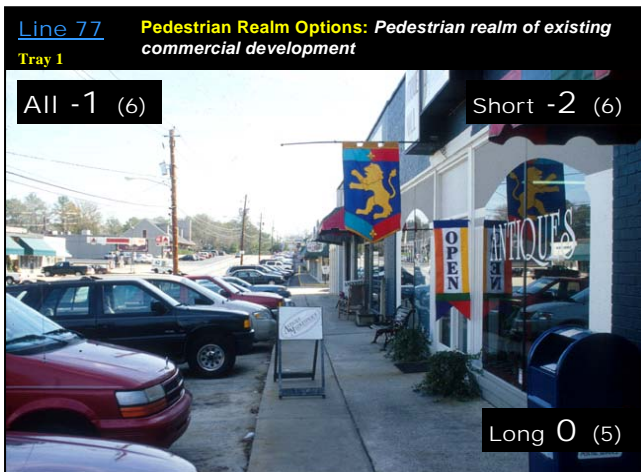 Line 77
Pedestrian Realm Options: Pedestrian realm of existing
commercial development
Tray 1
All -1 (6)
Short -2 (6)
OPEN
ANTIQUES
EN
Long 0 (5)